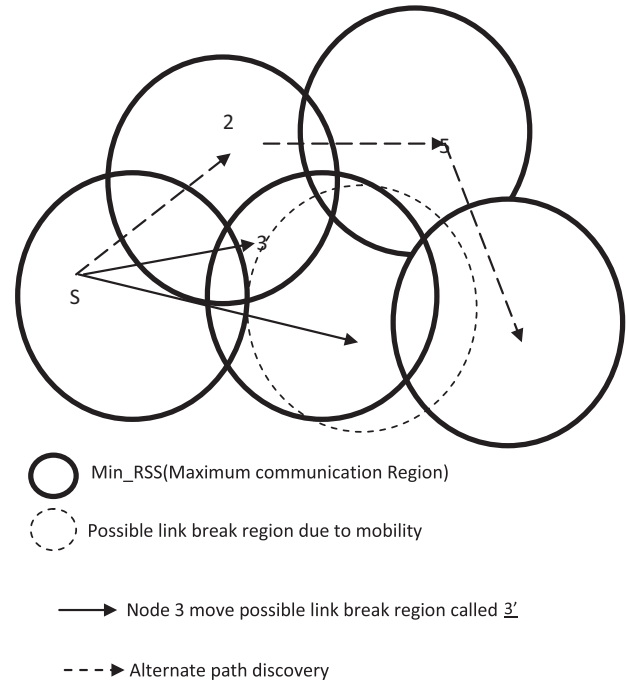 2
5
3
S
Min_RSS(Maximum communication Region)
Possible link break region due to mobility
Node 3 move possible link break region called 3′
Alternate path discovery